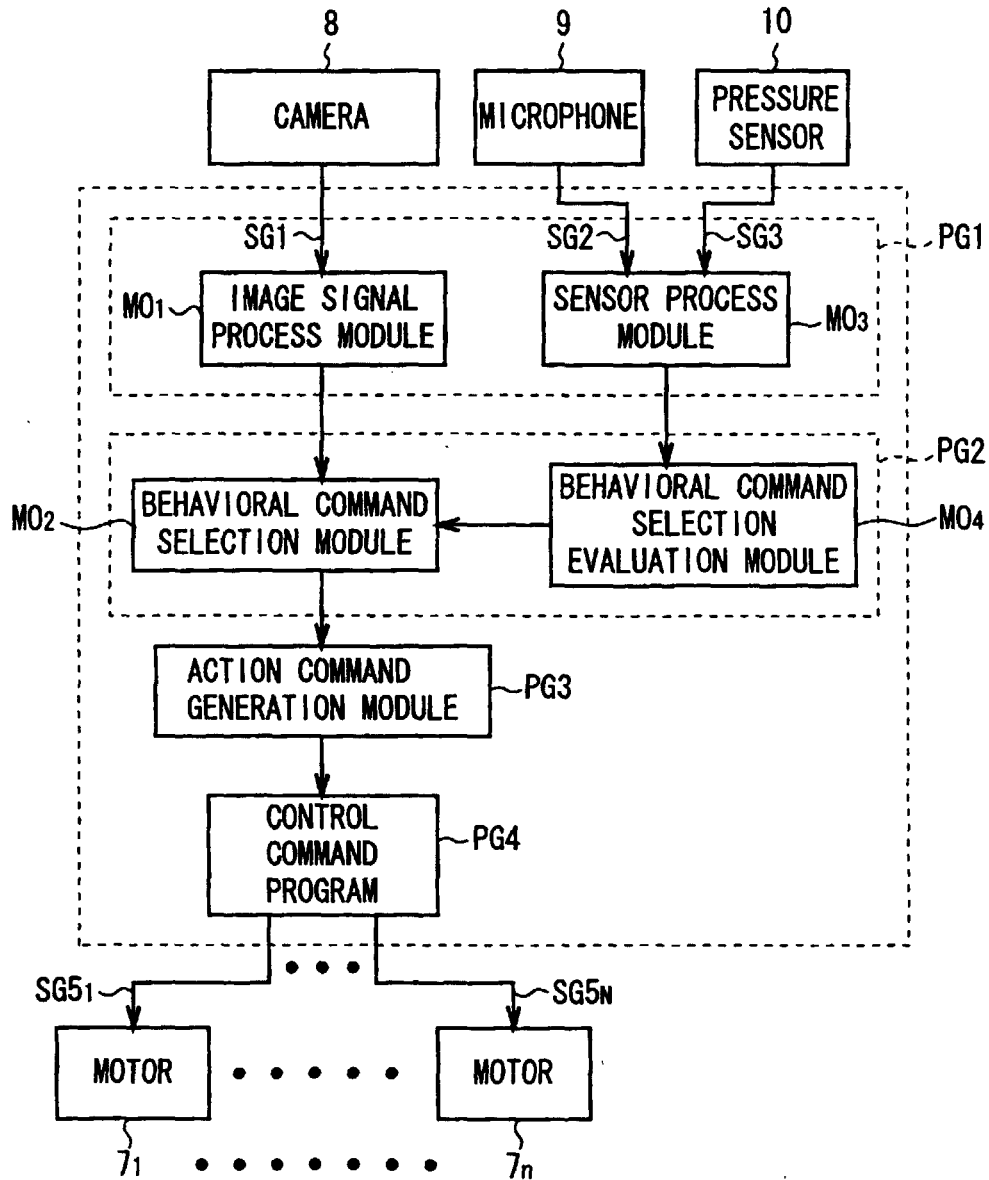 8
9
10
CAMERA
MICROPHONE
PRESSURE
SENSOR
SG1
SG2
SG3
PG1
MO1
IMAGE SIGNAL
PROCESS MODULE
SENSOR PROCESS
MODULE
MO3
PG2
MO2
BEHAVIORAL COMMAND
SELECTION MODULE
BEHAVIORAL COMMAND
SELECTION
EVALUATION MODULE
MO4
ACTION COMMAND
GENERATION MODULE
PG3
CONTROL
COMMAND
PROGRAM
PG4
SG51
SG5N
MOTOR
MOTOR
71
7n